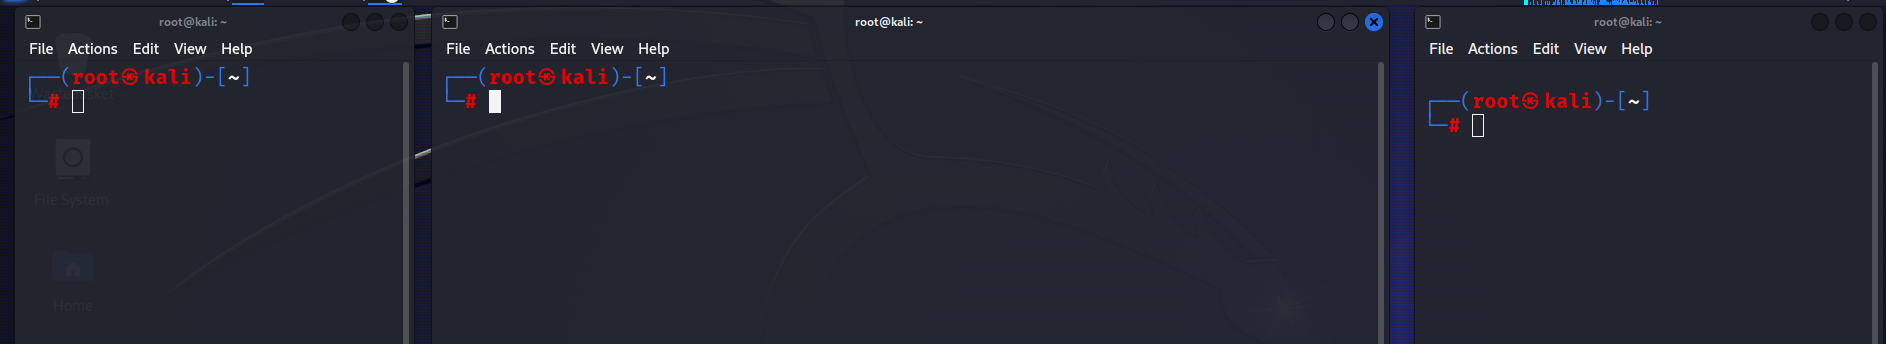 root@kali: ~
File Actions Edit View Help
┌──(root㉿kali)-[~]
└─#
File System
Home
root@kali: ~
File Actions Edit View Help
┌──(root㉿kali)-[~]
└─#
root@kali: ~
File Actions Edit View Help
┌──(root㉿kali)-[~]
└─#